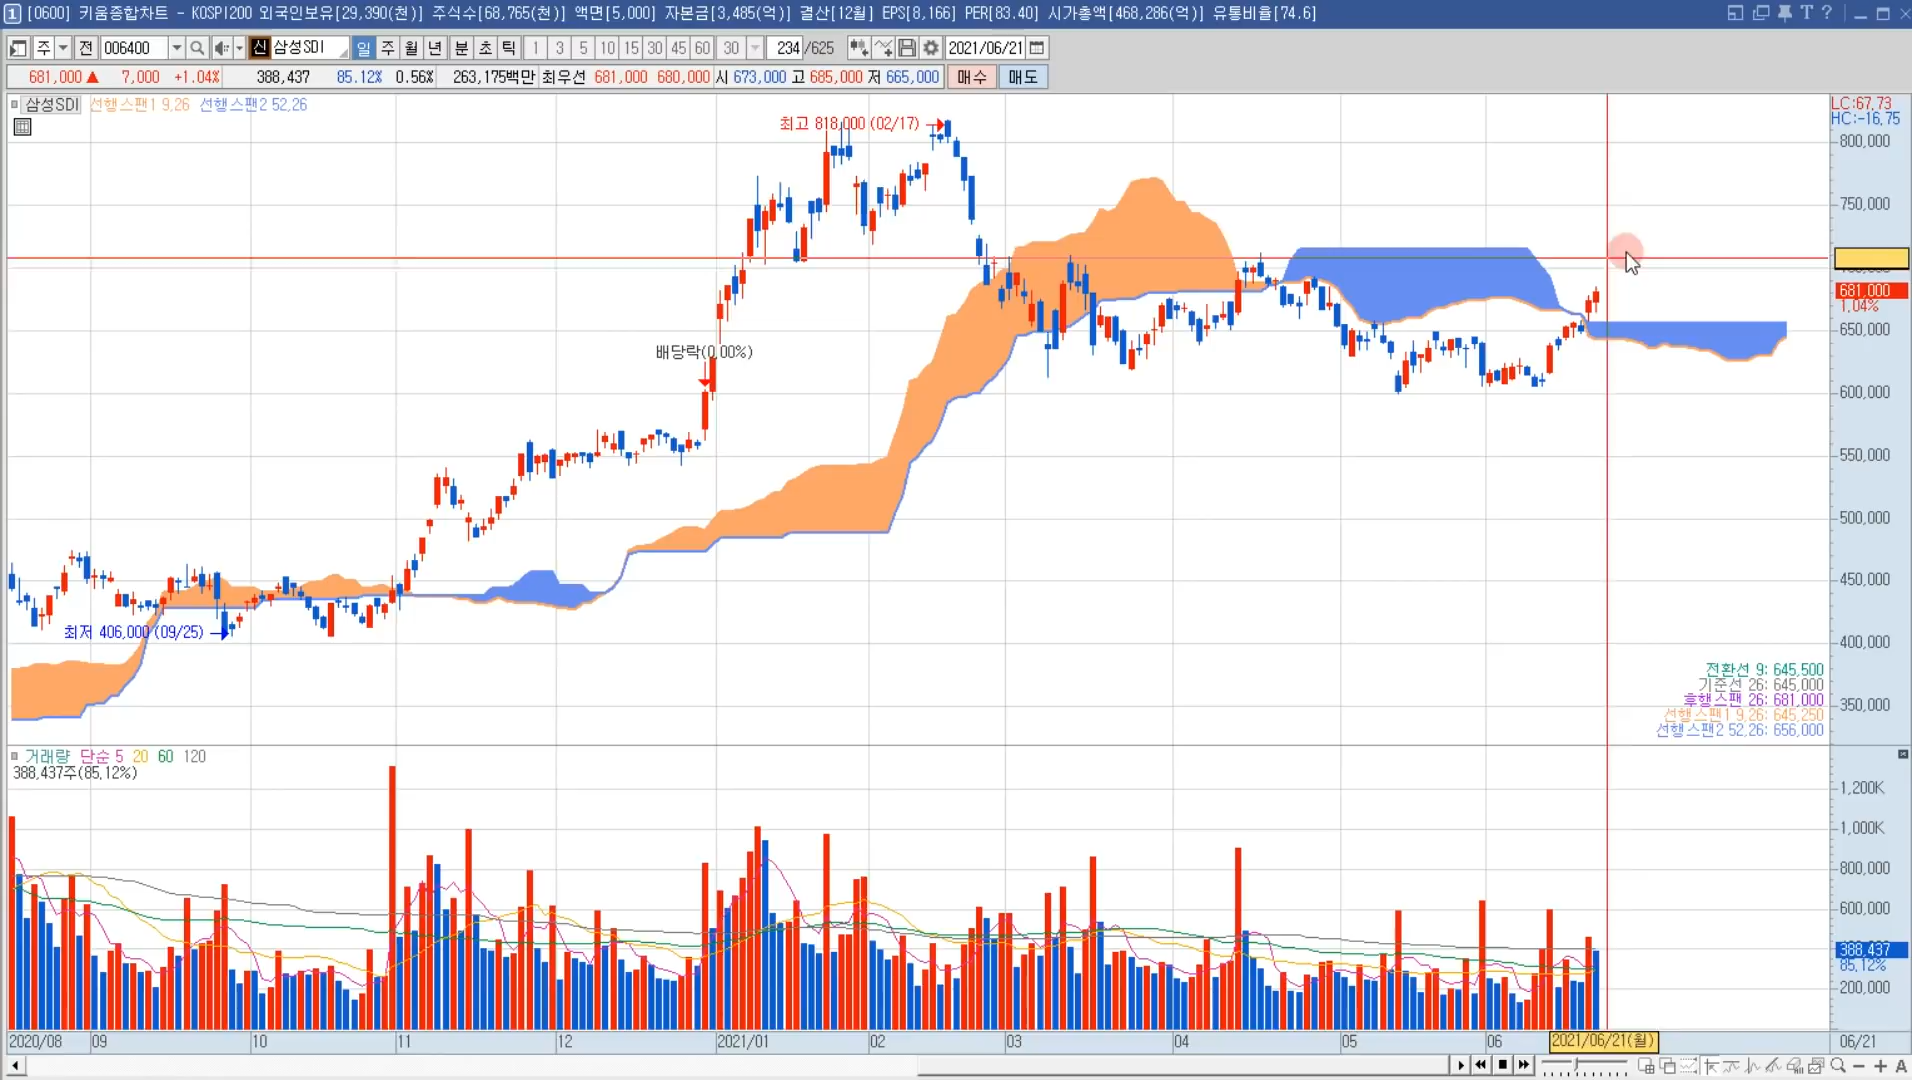 1 [0600] 키움종합차트 - KOSPI200 외국인보유[29,390(천)] 주식수[68,765(천)] 액면[5,000] 자본금[3,485(억)] 결산[12월] EPS[8,166] PER[83.40] 시가총액[468,286(억)] 유통비율[74.6] T ?
주 전 006400 신 삼성SDI 일 주 월 년 분 초 틱 1 3 5 10 15 30 45 60 30 234 /625 2021/06/21
681,000 ▲ 7,000 +1.04% 388,437 85.12% 0.56% 263,175백만 최우선 681,000 680,000 시 673,000 고 685,000 저 665,000 매수 매도
삼성SDI 선행스팬1 9,26 선행스팬2 52,26
LC:67,73
HC:-16,75
최고 818,000 (02/17)
800,000
750,000
681,000
1,04%
650,000
배당락(0,00%)
600,000
550,000
500,000
450,000
최저 406,000 (09/25)
400,000
350,000
전환선 9: 645,500
기준선 26: 645,000
후행스팬 26: 681,000
선행스팬1 9,26: 645,250
선행스팬2 52,26: 656,000
거래량 단순 5 20 60 120
388,437주(85,12%)
1,200K
1,000K
800,000
600,000
388,437
85,12%
200,000
2020/08 09 10 11 12 2021/01 02 03 04 05 06 2021/06/21(월) 06/21
A